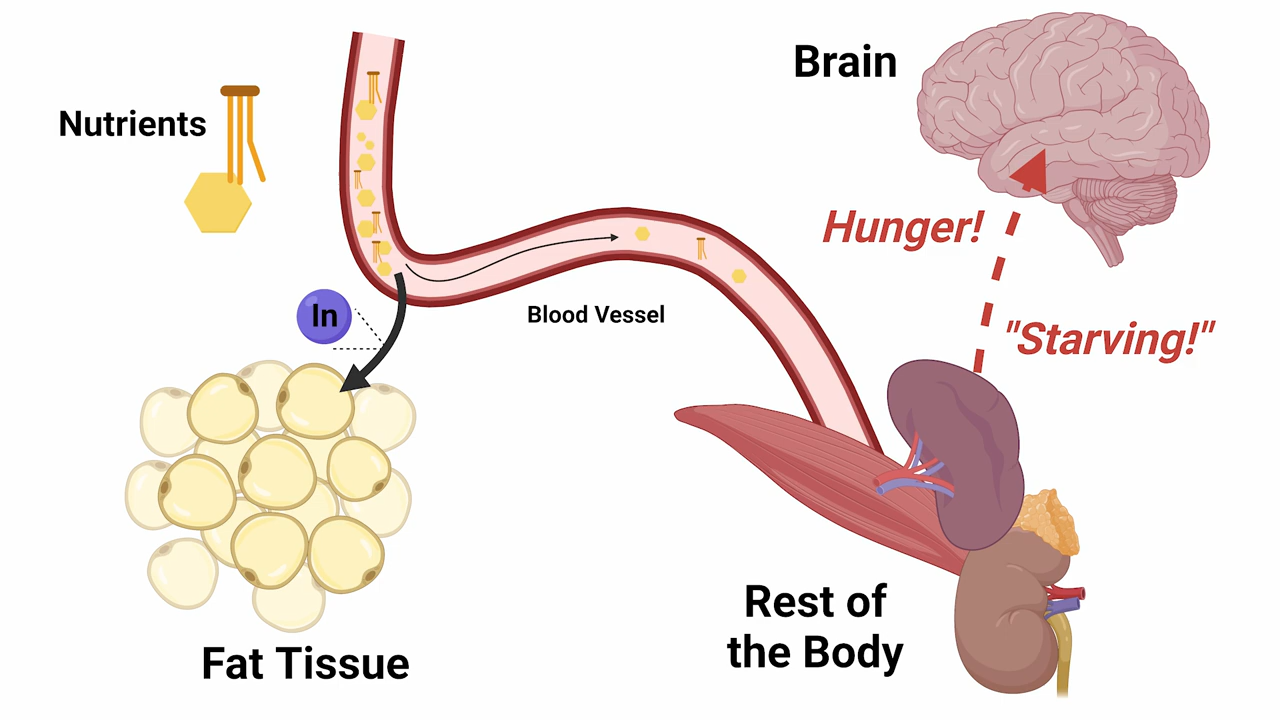 Brain
Nutrients
Hunger!
In
Blood Vessel
"Starving!"
Rest of
the Body
Fat Tissue